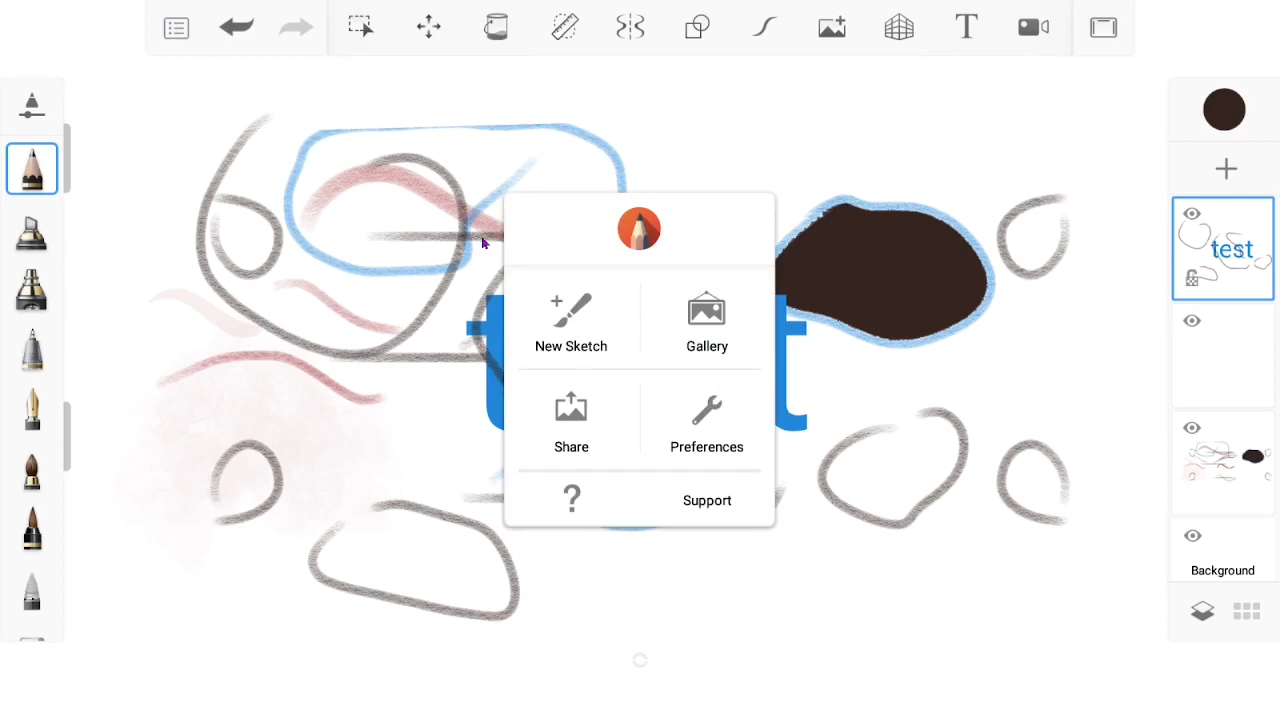 T
test
New Sketch
Gallery
Share
Preferences
?
Support
Background